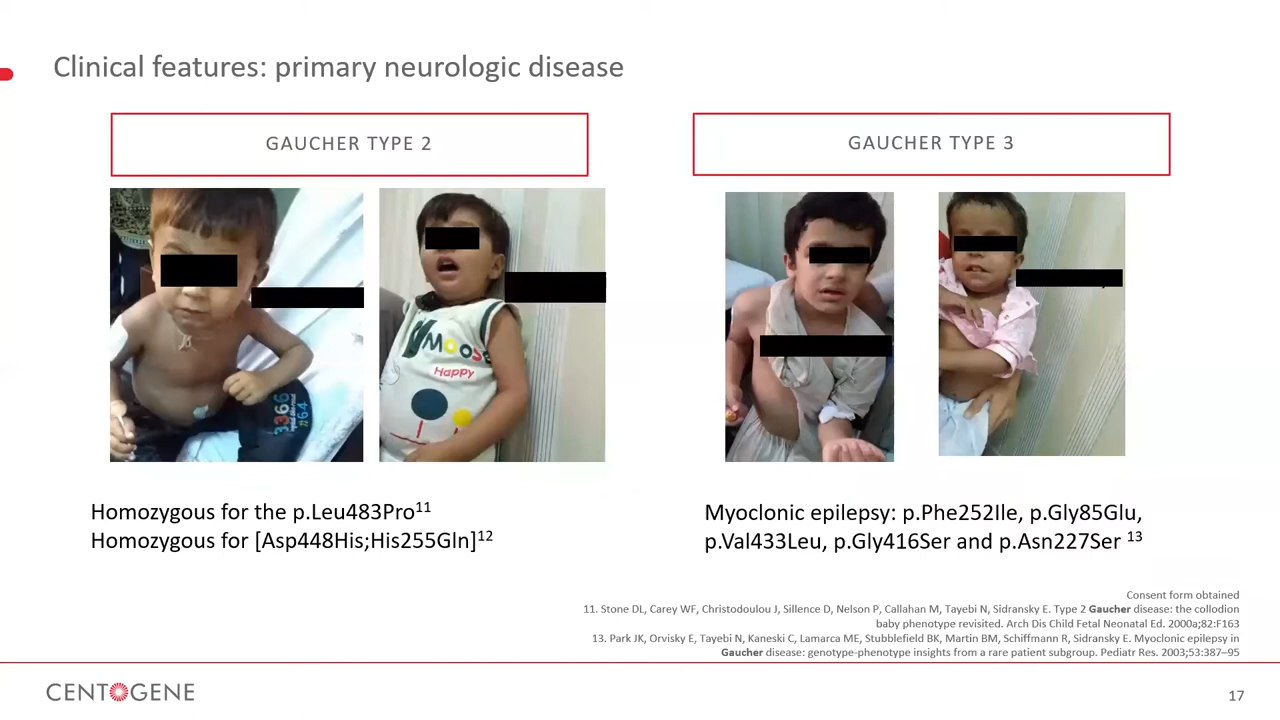 Clinical features: primary neurologic disease
GAUCHER TYPE 2
GAUCHER TYPE 3
MOOSE
Happy
3366
#64
Homozygous for the p.Leu483Pro¹¹
Homozygous for [Asp448His;His255Gln]¹²
Myoclonic epilepsy: p.Phe252Ile, p.Gly85Glu,
p.Val433Leu, p.Gly416Ser and p.Asn227Ser ¹³
Consent form obtained
11. Stone DL, Carey WF, Christodoulou J, Sillence D, Nelson P, Callahan M, Tayebi N, Sidransky E. Type 2 Gaucher disease: the collodion
baby phenotype revisited. Arch Dis Child Fetal Neonatal Ed. 2000a;82:F163
13. Park JK, Orvisky E, Tayebi N, Kaneski C, Lamarca ME, Stubblefield BK, Martin BM, Schiffmann R, Sidransky E. Myoclonic epilepsy in
Gaucher disease: genotype-phenotype insights from a rare patient subgroup. Pediatr Res. 2003;53:387–95
CENTOGENE
17